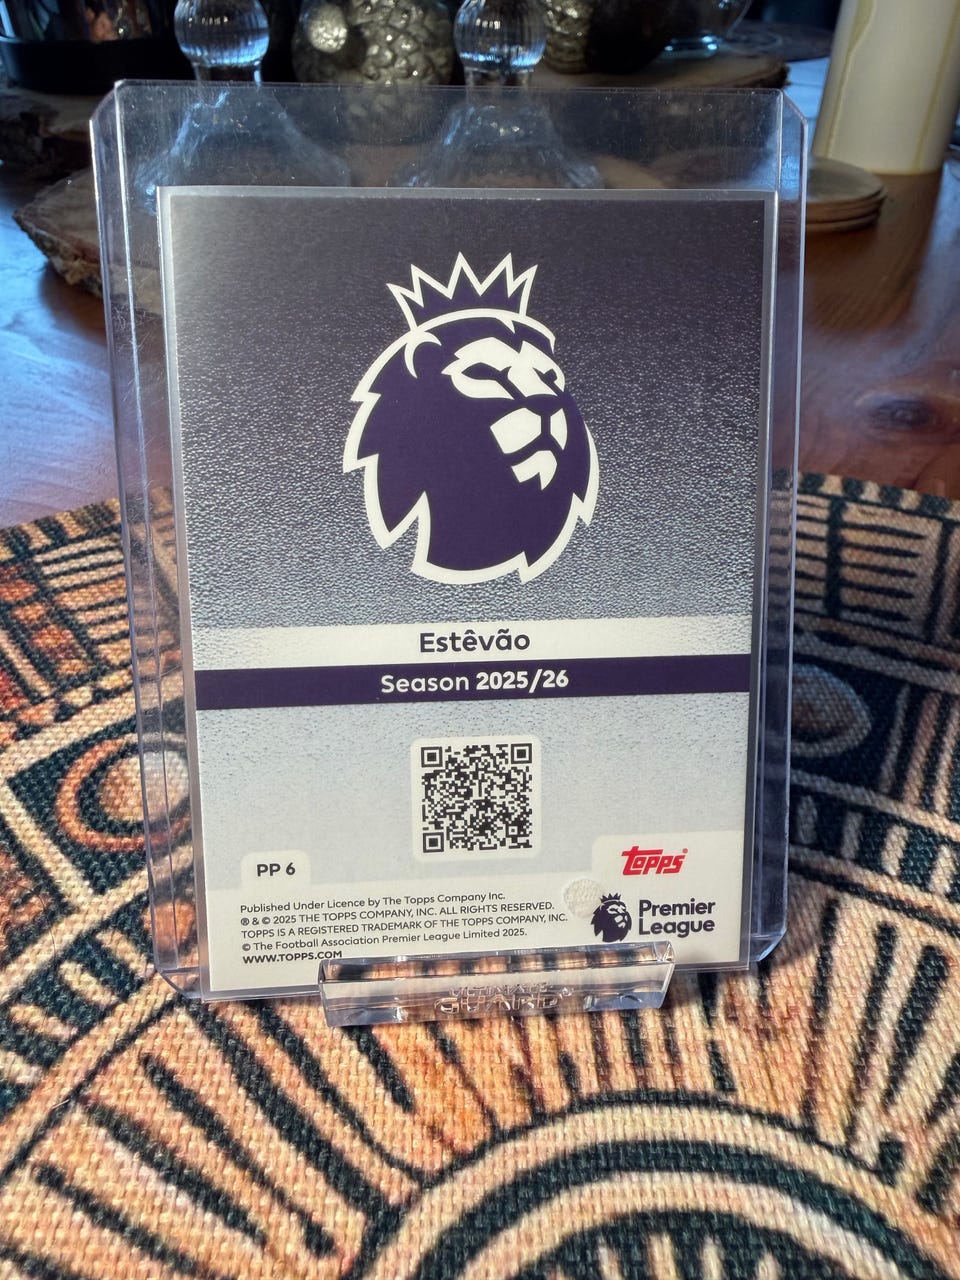 Estêvão
Season 2025/26
PP 6
TOPPS®
Published Under Licence by The Topps Company Inc.
® & © 2025 THE TOPPS COMPANY, INC. ALL RIGHTS RESERVED.
TOPPS IS A REGISTERED TRADEMARK OF THE TOPPS COMPANY, INC.
© The Football Association Premier League Limited 2025.
WWW.TOPPS.COM
Premier
League
ULTIMATE
GUARD